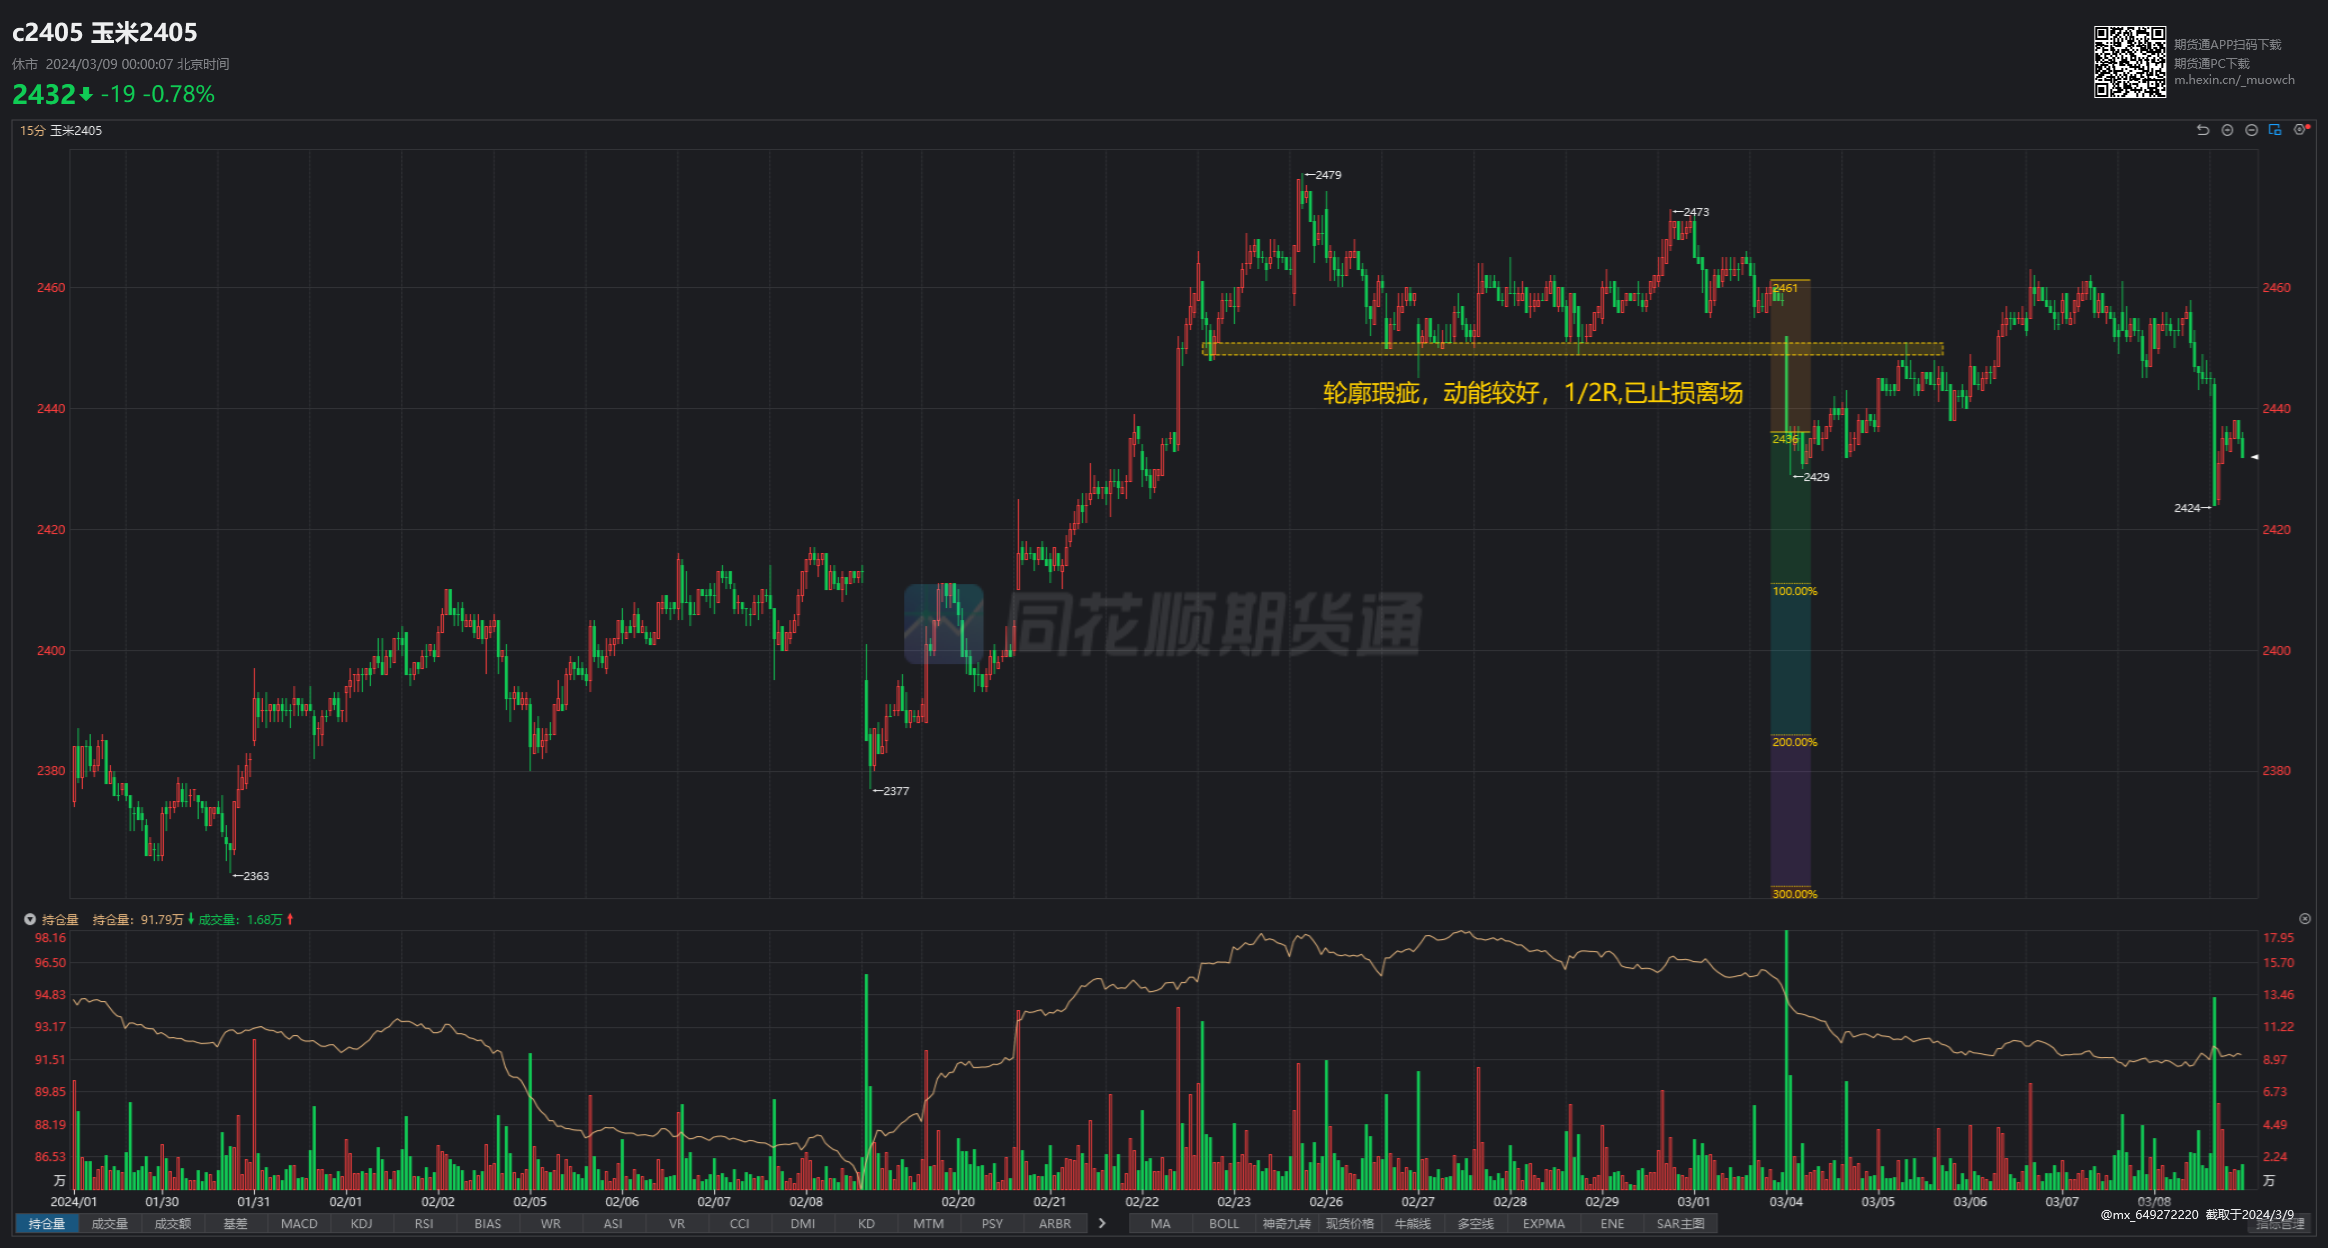 c2405 玉米2405
休市 2024/03/09 00:00:07 北京时间
2432 -19 -0.78%
期货通APP扫码下载
期货通PC下载
m.hexin.cn/_muowch
15分 玉米2405
←2479
←2473
2460 2461 2460
2440 2440
轮廓瑕疵，动能较好，1/2R,已止损离场
2436
←2429
2424→
2420 2420
100.00%
同花顺期货通
2400 2400
200.00%
2380 2380
←2377
←2363
300.00%
持仓量 持仓量：91.79万 成交量：1.68万
98.16 17.95
96.50 15.70
94.83 13.46
93.17 11.22
91.51 8.97
89.85 6.73
88.19 4.49
86.53 2.24
万 万
2024/01 01/30 01/31 02/01 02/02 02/05 02/06 02/07 02/08 02/20 02/21 02/22 02/23 02/26 02/27 02/28 02/29 03/01 03/04 03/05 03/06 03/07 03/08
@mx_649272220 截取于2024/3/9
持仓量 成交量 成交额 基差 MACD KDJ RSI BIAS WR ASI VR CCI DMI KD MTM PSY ARBR MA BOLL 神奇九转 现货价格 牛熊线 多空线 EXPMA ENE SAR主图 指标管理